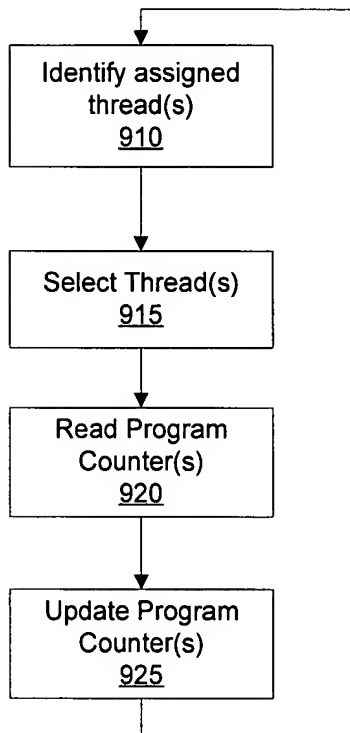 Identify assigned
thread(s)
910
Select Thread(s)
915
Read Program
Counter(s)
920
Update Program
Counter(s)
925